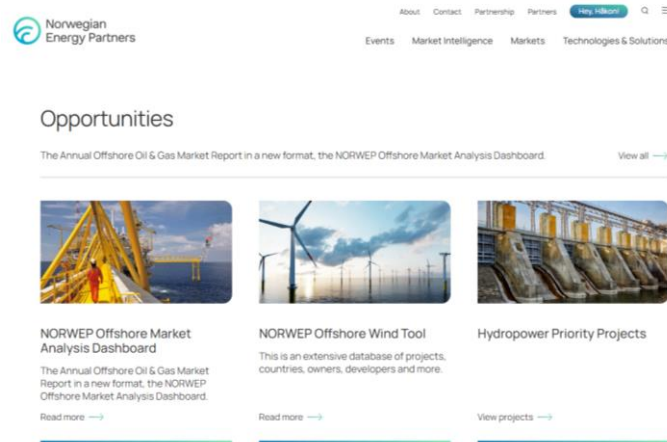 About Contact Partnership Partners Hey, Håkon!
Norwegian
Energy Partners
Events Market Intelligence Markets Technologies & Solutions
Opportunities
The Annual Offshore Oil & Gas Market Report in a new format, the NORWEP Offshore Market Analysis Dashboard.
View all
NORWEP Offshore Market
Analysis Dashboard
The Annual Offshore Oil & Gas Market
Report in a new format, the NORWEP
Offshore Market Analysis Dashboard.
Read more
NORWEP Offshore Wind Tool
This is an extensive database of projects,
countries, owners, developers and more.
Read more
Hydropower Priority Projects
View projects